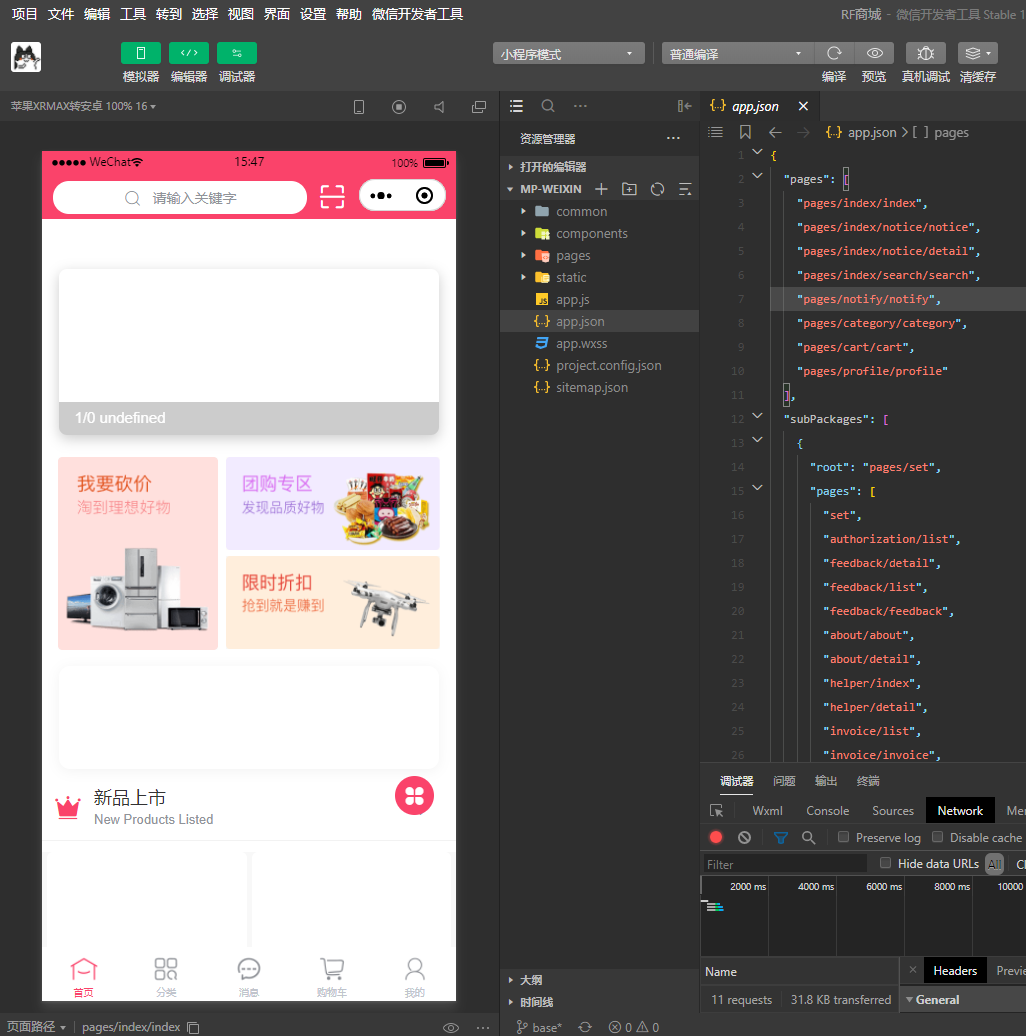 项目 文件 编辑 工具 转到 选择 视图 界面 设置 帮助 微信开发者工具
RF商城 - 微信开发者工具 Stable 1
模拟器 编辑器 调试器
小程序模式
普通编译
编译 预览 真机调试 清缓存
苹果XRMAX转安卓 100% 16
WeChat
15:47
100%
请输入关键字
1/0 undefined
我要砍价
淘到理想好物
团购专区
发现品质好物
限时折扣
抢到就是赚到
新品上市
New Products Listed
首页 分类 消息 购物车 我的
页面路径
pages/index/index
资源管理器
打开的编辑器
MP-WEIXIN
common
components
pages
static
JS app.js
{..} app.json
app.wxss
{..} project.config.json
{..} sitemap.json
大纲
时间线
base*
0 0
{..} app.json
{..} app.json > [ ] pages
1 {
2 "pages": [
3 "pages/index/index",
4 "pages/index/notice/notice",
5 "pages/index/notice/detail",
6 "pages/index/search/search",
7 "pages/notify/notify",
8 "pages/category/category",
9 "pages/cart/cart",
10 "pages/profile/profile"
11 ],
12 "subPackages": [
13 {
14 "root": "pages/set",
15 "pages": [
16 "set",
17 "authorization/list",
18 "feedback/detail",
19 "feedback/list",
20 "feedback/feedback",
21 "about/about",
22 "about/detail",
23 "helper/index",
24 "helper/detail",
25 "invoice/list",
26 "invoice/invoice",
调试器 问题 输出 终端
Wxml Console Sources Network Me
Preserve log Disable cache
Filter Hide data URLs All
2000 ms 4000 ms 6000 ms 8000 ms 10000
Name
× Headers Previe
11 requests 31.8 KB transferred
General